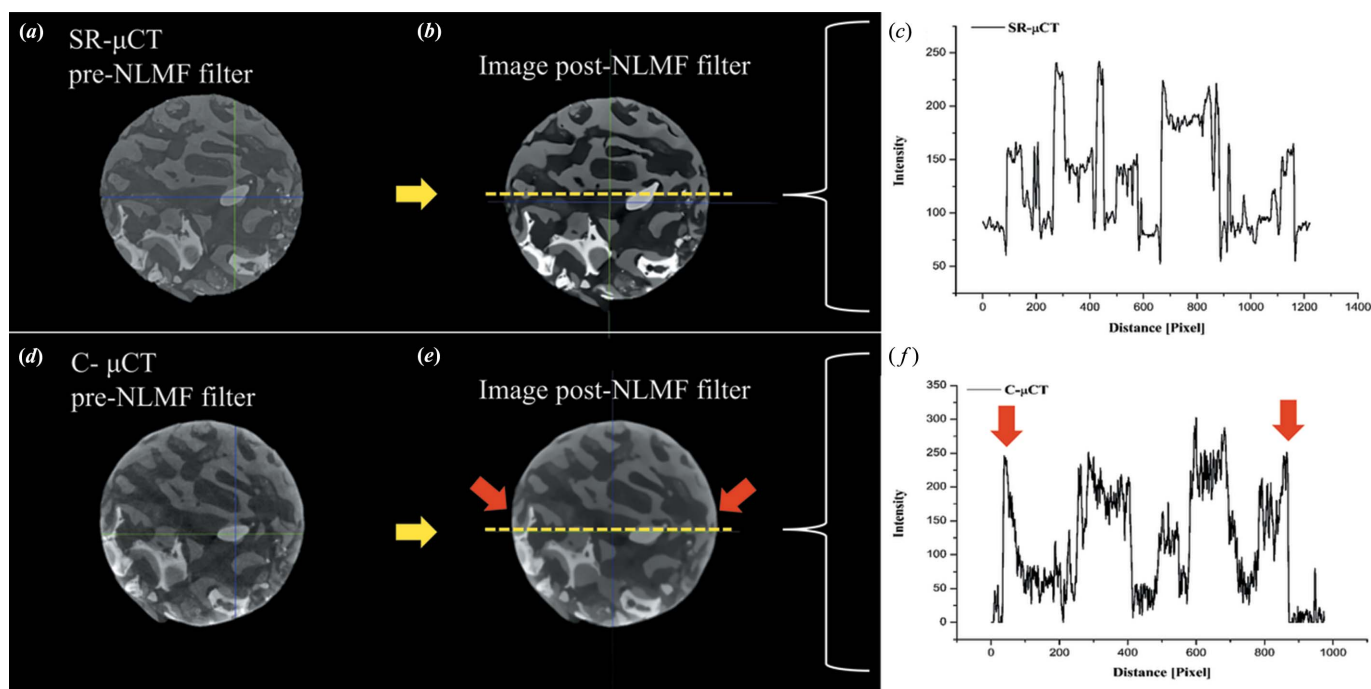 (a)
SR-μCT
pre-NLMF filter
(b)
Image post-NLMF filter
(c)
SR-μCT
250
200
150
100
50
Intensity
0 200 400 600 800 1000 1200 1400
Distance [Pixel]
(d)
C- μCT
pre-NLMF filter
(e)
Image post-NLMF filter
(f)
C-μCT
350
300
250
200
150
100
50
0
Intensity
0 200 400 600 800 1000
Distance [Pixel]